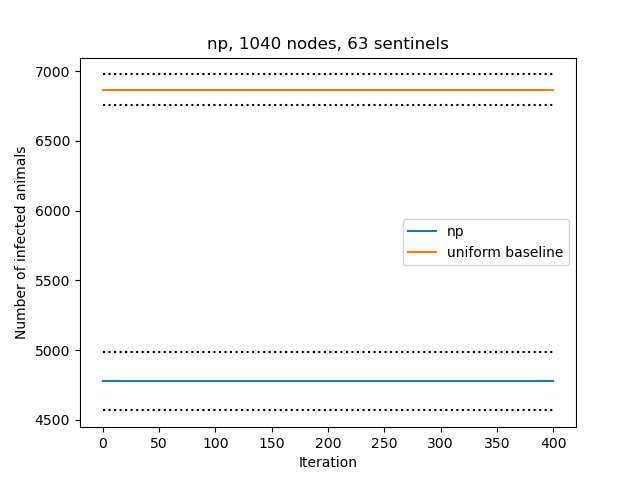 np, 1040 nodes, 63 sentinels
7000
6500
6000
5500
5000
4500
Number of infected animals
np
uniform baseline
0 50 100 150 200 250 300 350 400
Iteration